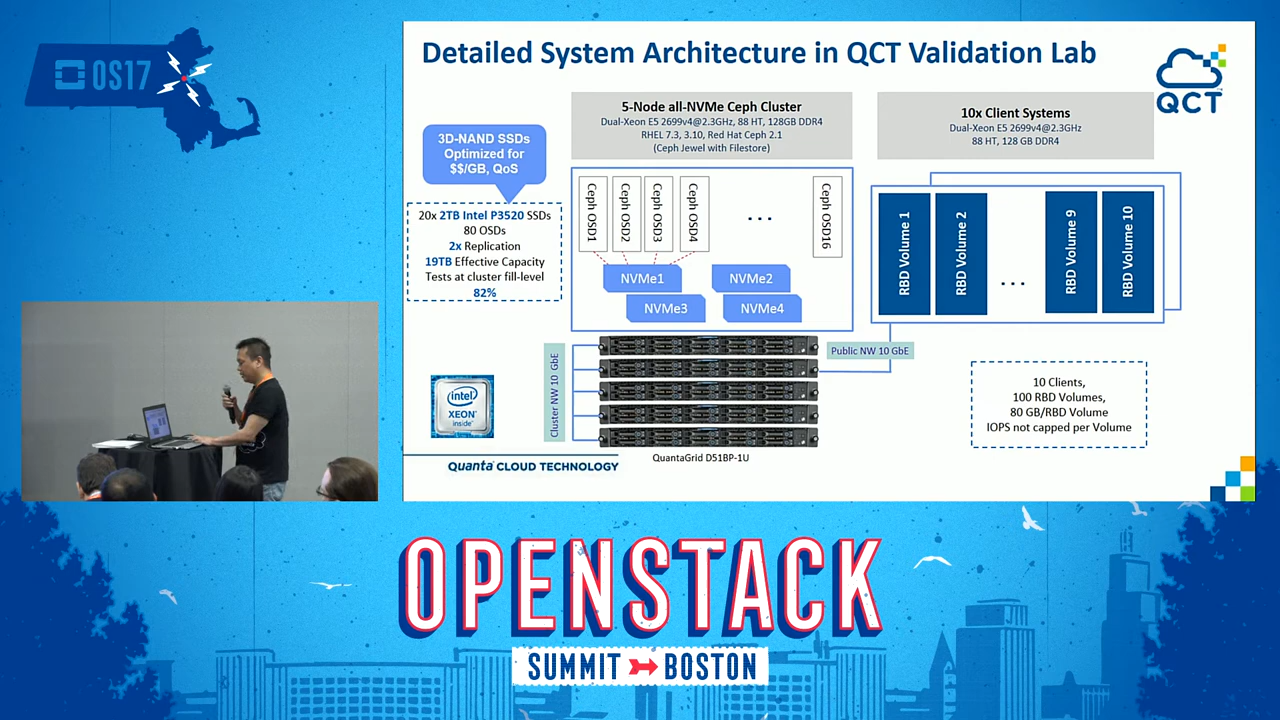 OS17
Detailed System Architecture in QCT Validation Lab
QCT
3D-NAND SSDs
Optimized for
$$/GB, QoS
20x 2TB Intel P3520 SSDs
80 OSDs
2x Replication
19TB Effective Capacity
Tests at cluster fill-level
82%
5-Node all-NVMe Ceph Cluster
Dual-Xeon E5 2699v4@2.3GHz, 88 HT, 128GB DDR4
RHEL 7.3, 3.10, Red Hat Ceph 2.1
(Ceph Jewel with Filestore)
10x Client Systems
Dual-Xeon E5 2699v4@2.3GHz
88 HT, 128 GB DDR4
Ceph OSD1
Ceph OSD2
Ceph OSD3
Ceph OSD4
...
Ceph OSD16
NVMe1
NVMe2
NVMe3
NVMe4
RBD Volume 1
RBD Volume 2
...
RBD Volume 9
RBD Volume 10
Cluster NW 10 GbE
Public NW 10 GbE
intel
XEON
inside
10 Clients,
100 RBD Volumes,
80 GB/RBD Volume
IOPS not capped per Volume
QuantaGrid D51BP-1U
Quanta CLOUD TECHNOLOGY
OPENSTACK
SUMMIT BOSTON